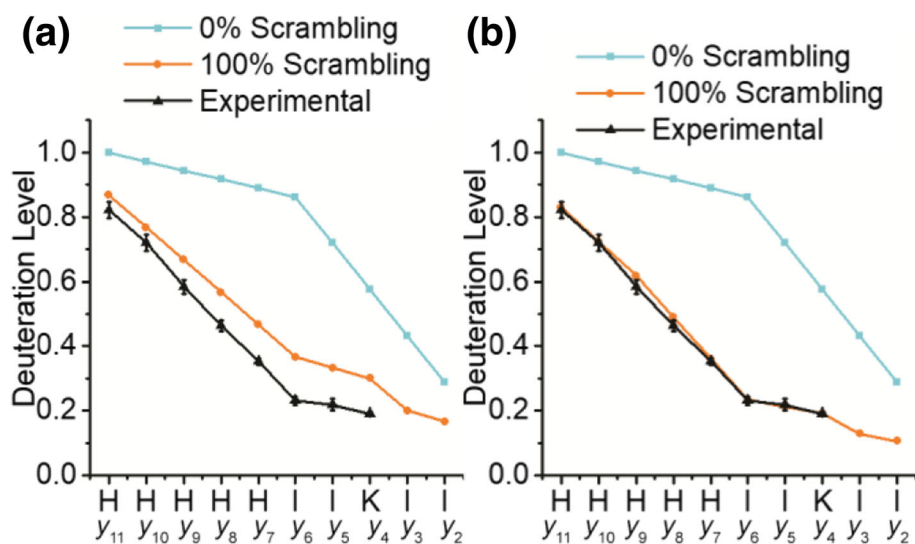 (a)
0% Scrambling
100% Scrambling
Experimental
Deuteration Level
1.0
0.8
0.6
0.4
0.2
0.0
H H H H H I I K I I
y11 y10 y9 y8 y7 y6 y5 y4 y3 y2
(b)
0% Scrambling
100% Scrambling
Experimental
Deuteration Level
1.0
0.8
0.6
0.4
0.2
0.0
H H H H H I I K I I
y11 y10 y9 y8 y7 y6 y5 y4 y3 y2